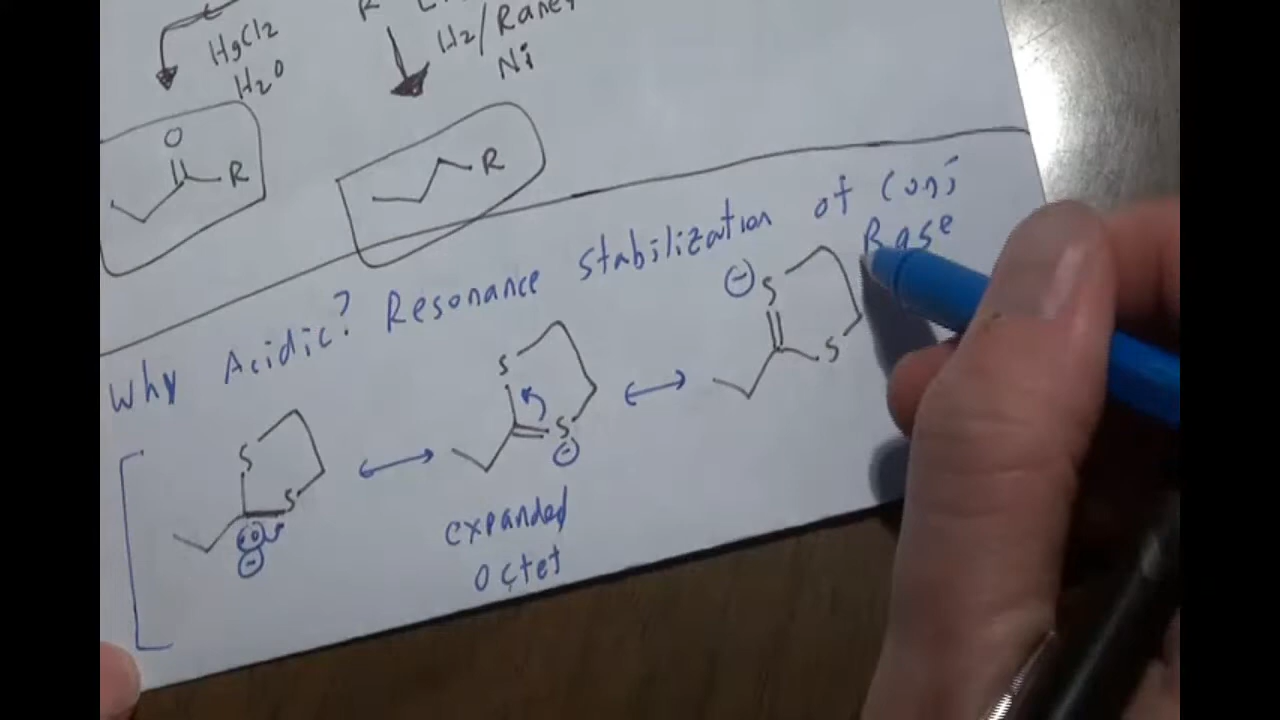 HgCl2
H2O
R
H2/Raney
Ni
O
R
R
Why Acidic? Resonance stabilization of Conj
Base
S
S
S
S
S
S
expanded
octet